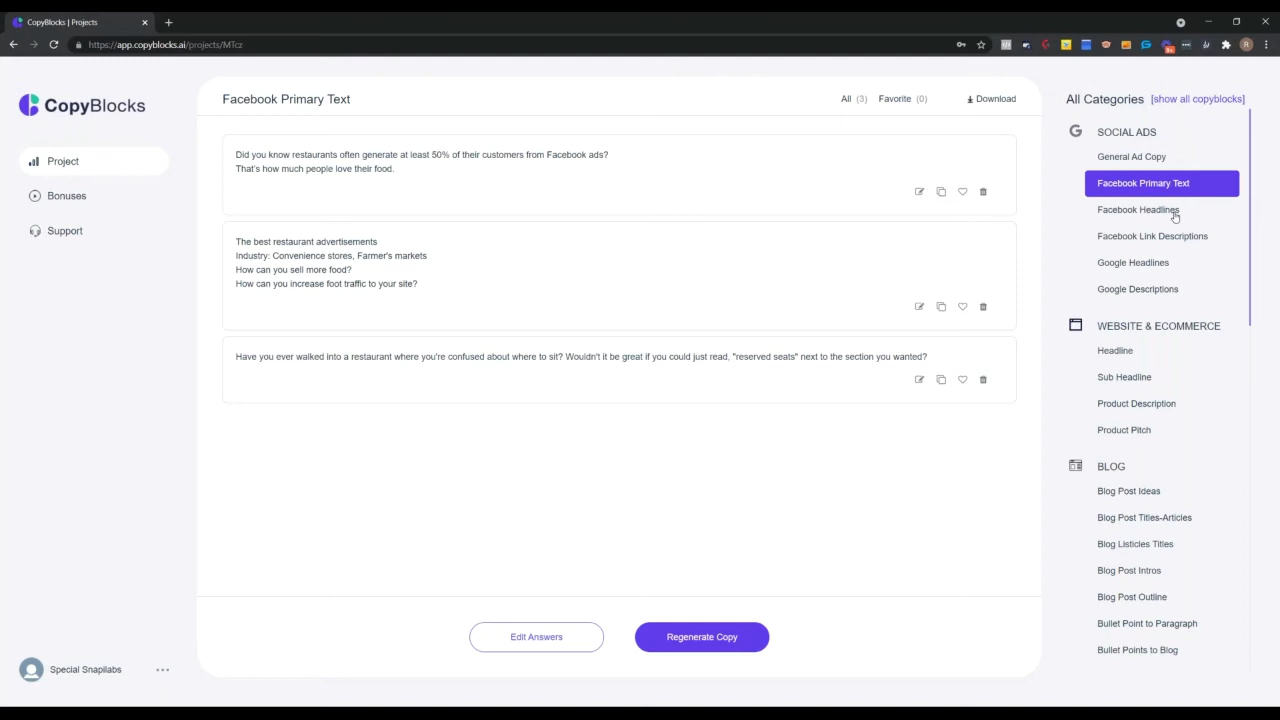 CopyBlocks | Projects
https://app.copyblocks.ai/projects/MTcz
CopyBlocks
Project
Bonuses
Support
Special Snapilabs
Facebook Primary Text
All (3) Favorite (0) Download
Did you know restaurants often generate at least 50% of their customers from Facebook ads?
That's how much people love their food.
The best restaurant advertisements
Industry: Convenience stores, Farmer's markets
How can you sell more food?
How can you increase foot traffic to your site?
Have you ever walked into a restaurant where you're confused about where to sit? Wouldn't it be great if you could just read, "reserved seats" next to the section you wanted?
Edit Answers
Regenerate Copy
All Categories [show all copyblocks]
SOCIAL ADS
General Ad Copy
Facebook Primary Text
Facebook Headlines
Facebook Link Descriptions
Google Headlines
Google Descriptions
WEBSITE & ECOMMERCE
Headline
Sub Headline
Product Description
Product Pitch
BLOG
Blog Post Ideas
Blog Post Titles-Articles
Blog Listicles Titles
Blog Post Intros
Blog Post Outline
Bullet Point to Paragraph
Bullet Points to Blog